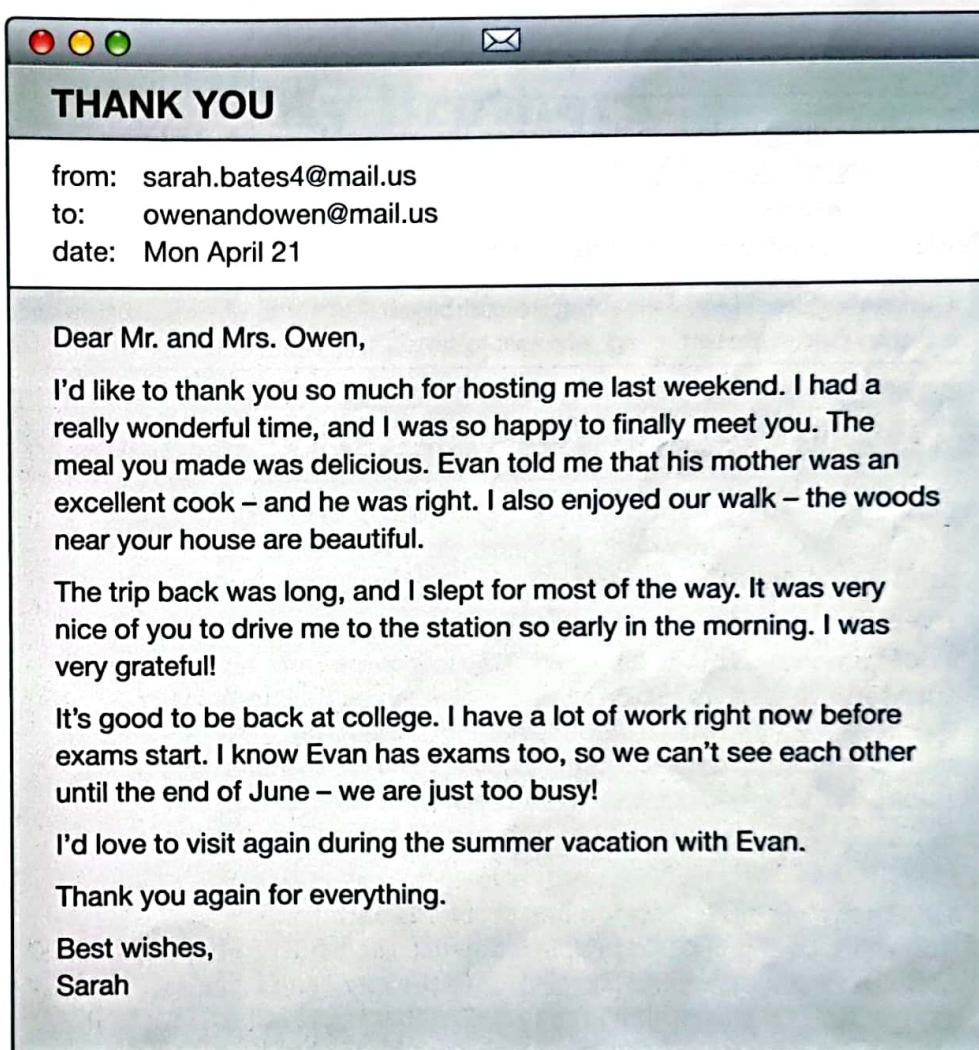 THANK YOU
from: sarah.bates4@mail.us
to: owenandowen@mail.us
date: Mon April 21
Dear Mr. and Mrs. Owen,
I'd like to thank you so much for hosting me last weekend. I had a
really wonderful time, and I was so happy to finally meet you. The
meal you made was delicious. Evan told me that his mother was an
excellent cook – and he was right. I also enjoyed our walk – the woods
near your house are beautiful.
The trip back was long, and I slept for most of the way. It was very
nice of you to drive me to the station so early in the morning. I was
very grateful!
It's good to be back at college. I have a lot of work right now before
exams start. I know Evan has exams too, so we can't see each other
until the end of June – we are just too busy!
I'd love to visit again during the summer vacation with Evan.
Thank you again for everything.
Best wishes,
Sarah